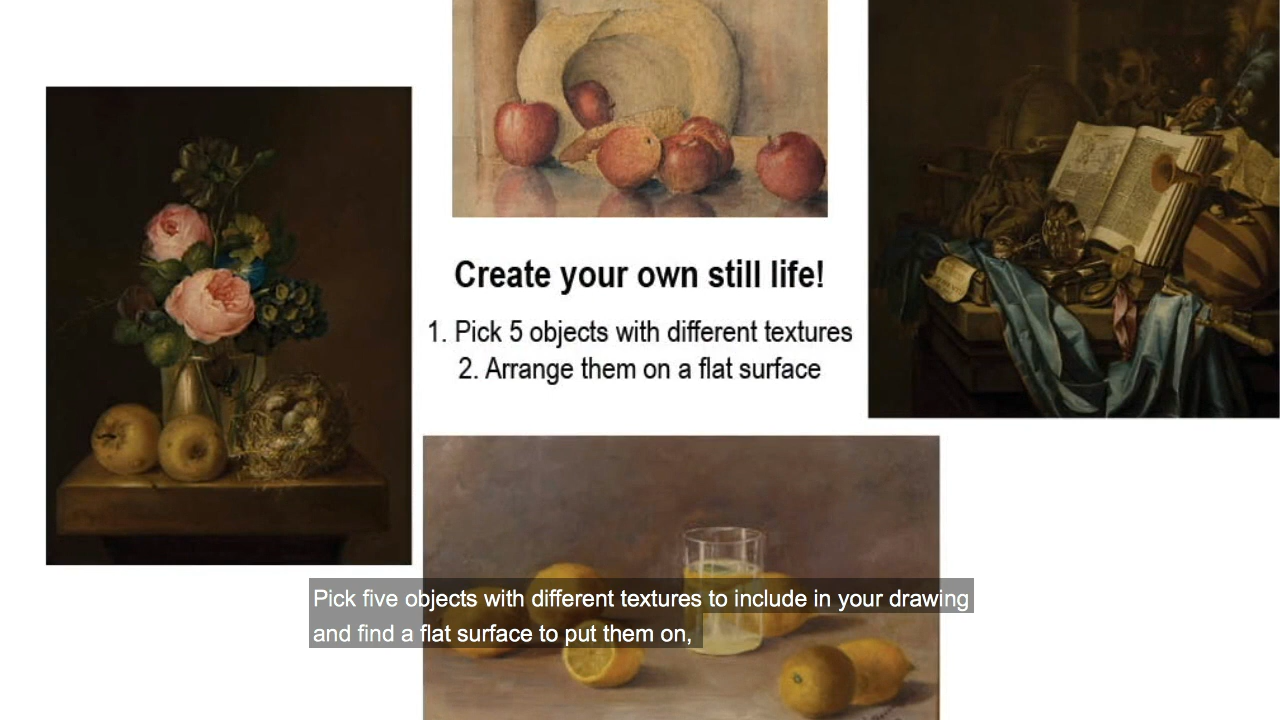 Create your own still life!
1. Pick 5 objects with different textures
2. Arrange them on a flat surface
Pick five objects with different textures to include in your drawing
and find a flat surface to put them on,